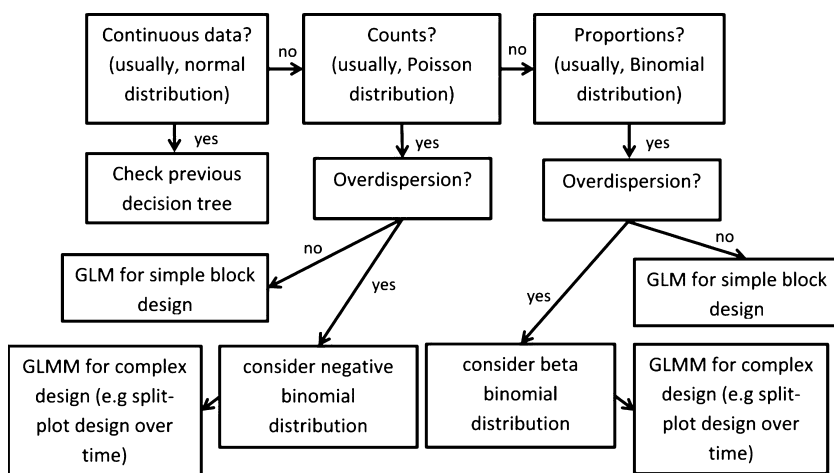 Continuous data?
(usually, normal
distribution)
no
Counts?
(usually, Poisson
distribution)
no
Proportions?
(usually, Binomial
distribution)
yes
yes
yes
Check previous
decision tree
Overdispersion?
Overdispersion?
no
yes
yes
no
GLM for simple block
design
GLM for simple block
design
GLMM for complex
design (e.g split-
plot design over
time)
consider negative
binomial
distribution
consider beta
binomial
distribution
GLMM for complex
design (e.g split-
plot design over
time)